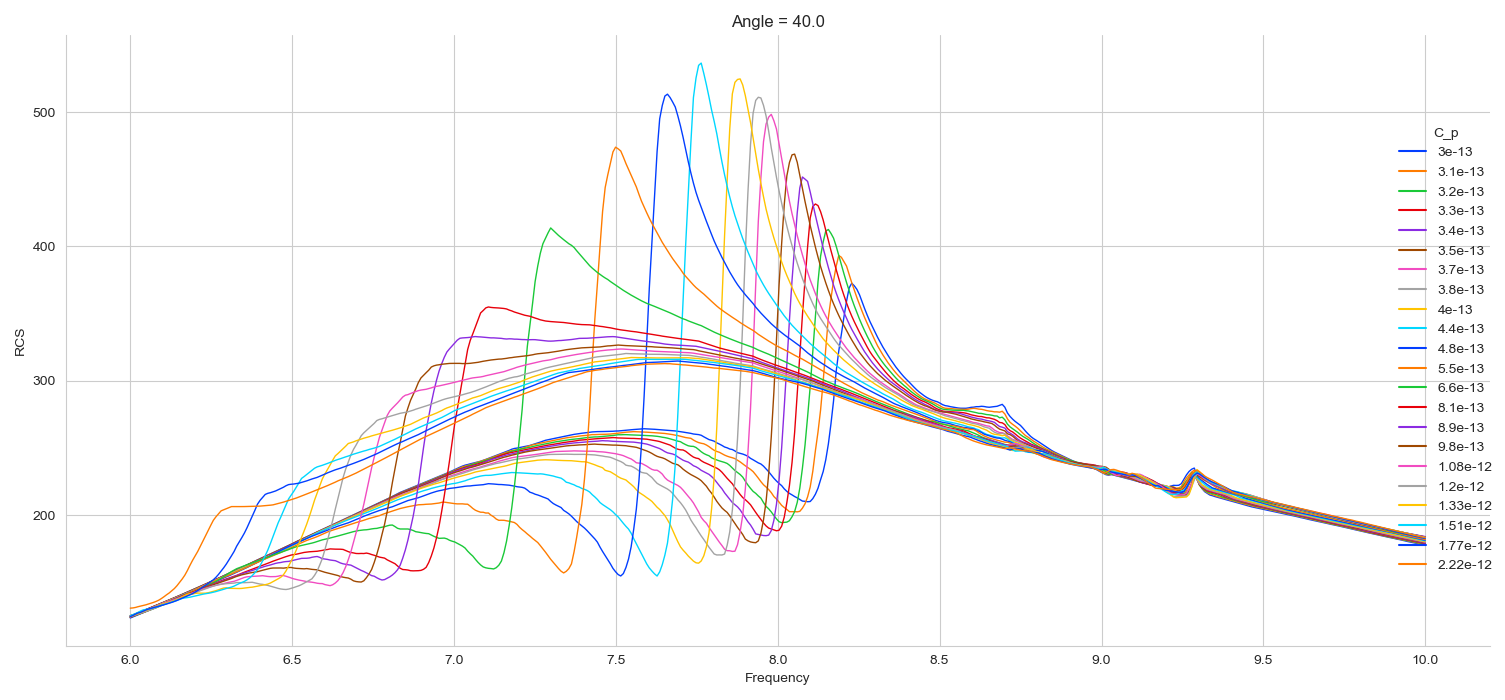 Angle = 40.0
500
400
300
200
RCS
6.0 6.5 7.0 7.5 8.0 8.5 9.0 9.5 10.0
Frequency
C_p
3e-13
3.1e-13
3.2e-13
3.3e-13
3.4e-13
3.5e-13
3.7e-13
3.8e-13
4e-13
4.4e-13
4.8e-13
5.5e-13
6.6e-13
8.1e-13
8.9e-13
9.8e-13
1.08e-12
1.2e-12
1.33e-12
1.51e-12
1.77e-12
2.22e-12